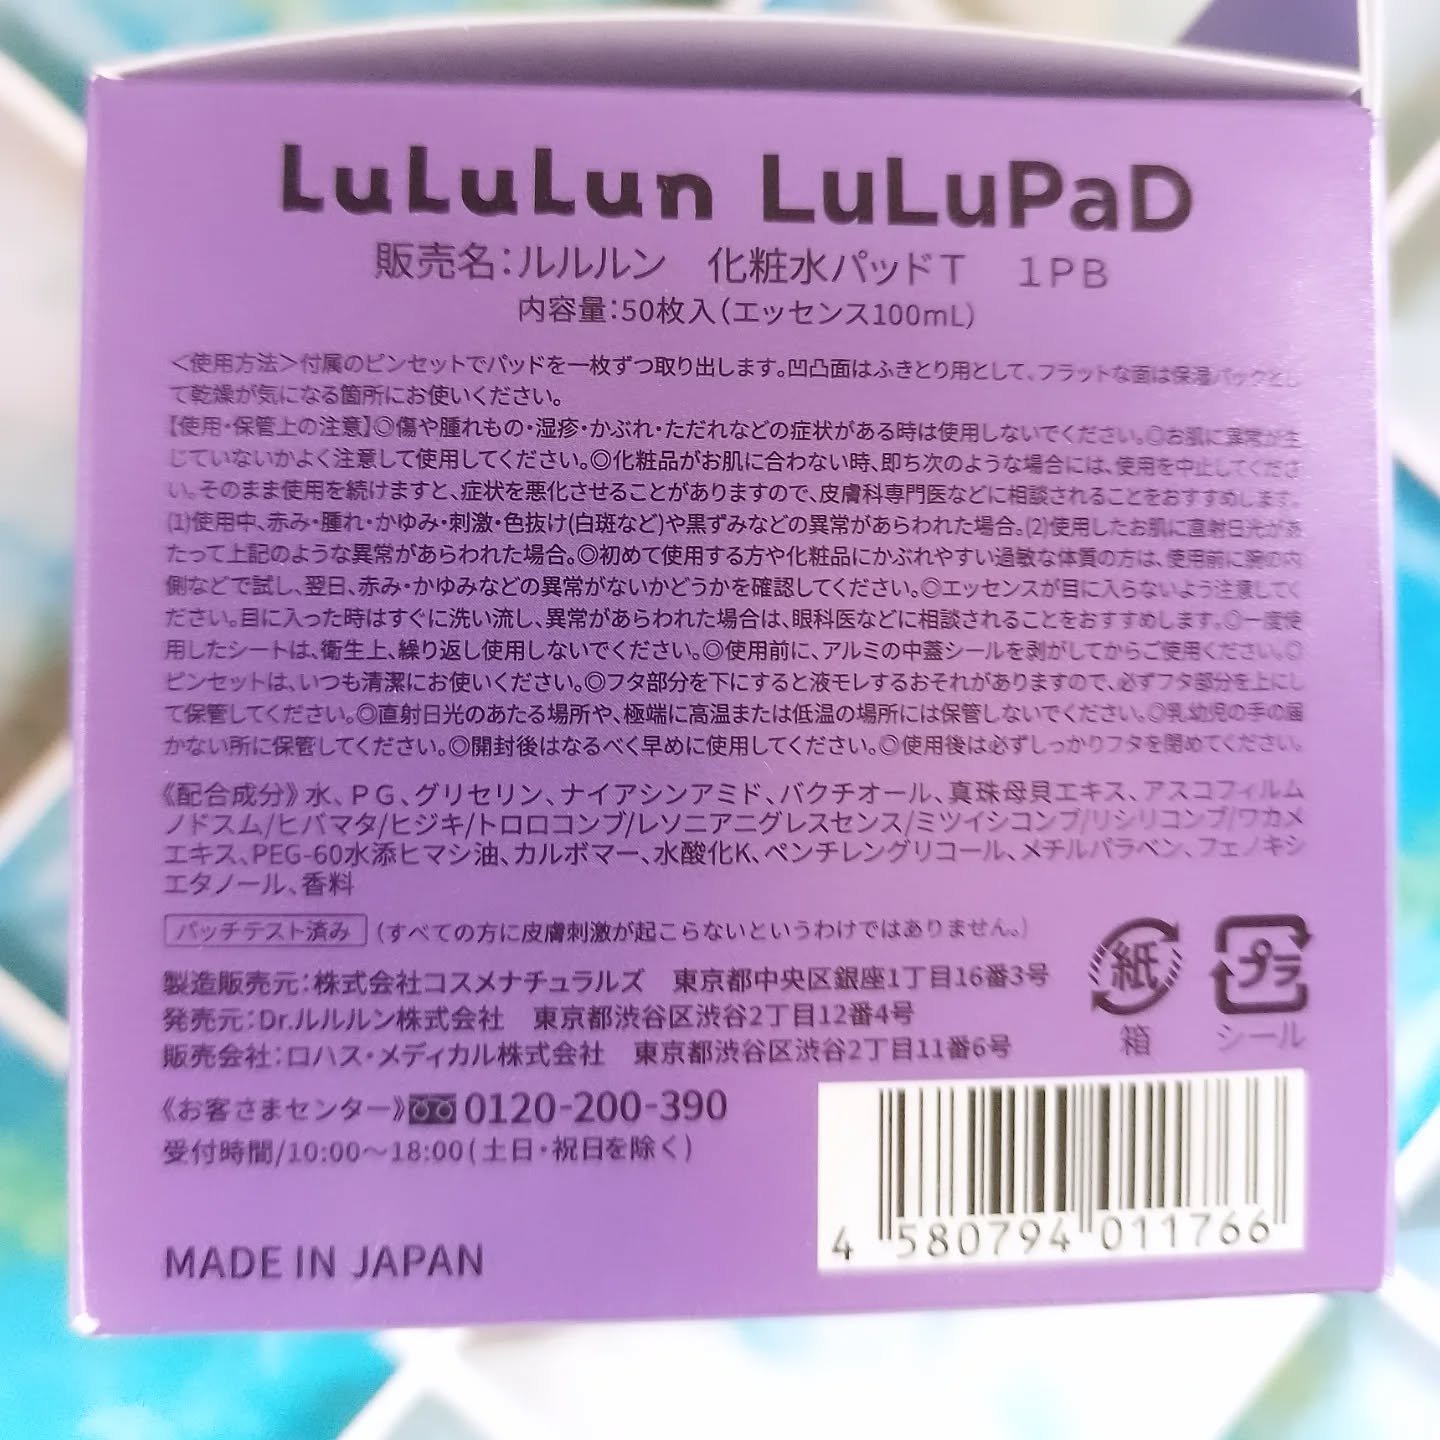 LuLuLun LuLuPaD
販売名：ルルルン　化粧水パッドT　1PB
内容量：50枚入（エッセンス100mL）
＜使用方法＞付属のピンセットでパッドを一枚ずつ取り出します。凹凸面はふきとり用として、フラットな面は保湿パックとし
て乾燥が気になる箇所にお使いください。
【使用・保管上の注意】◎傷や腫れもの・湿疹・かぶれ・ただれなどの症状がある時は使用しないでください。◎お肌に異常が生
じていないかよく注意して使用してください。◎化粧品がお肌に合わない時、即ち次のような場合には、使用を中止してくださ
い。そのまま使用を続けますと、症状を悪化させることがありますので、皮膚科専門医などに相談されることをおすすめします。
(1)使用中、赤み・腫れ・かゆみ・刺激・色抜け(白斑など)や黒ずみなどの異常があらわれた場合。(2)使用したお肌に直射日光があ
たって上記のような異常があらわれた場合。◎初めて使用する方や化粧品にかぶれやすい過敏な体質の方は、使用前に腕の内
側などで試し、翌日、赤み・かゆみなどの異常がないかどうかを確認してください。◎エッセンスが目に入らないよう注意してく
ださい。目に入った時はすぐに洗い流し、異常があらわれた場合は、眼科医などに相談されることをおすすめします。◎一度使
用したシートは、衛生上、繰り返し使用しないでください。◎使用前に、アルミの中蓋シールを剥がしてからご使用ください。◎
ピンセットは、いつも清潔にお使いください。◎フタ部分を下にすると液モレするおそれがありますので、必ずフタ部分を上にし
て保管してください。◎直射日光のあたる場所や、極端に高温または低温の場所には保管しないでください。◎乳幼児の手の届
かない所に保管してください。◎開封後はなるべく早めに使用してください。◎使用後は必ずしっかりフタを閉めてください。
《配合成分》水、PG、グリセリン、ナイアシンアミド、バクチオール、真珠母貝エキス、アスコフィルム
ノドスム/ヒバマタ/ヒジキ/トロロコンブ/レソニアニグレスセンス/ミツイシコンブ/リシリコンブ/ワカメ
エキス、PEG-60水添ヒマシ油、カルボマー、水酸化K、ペンチレングリコール、メチルパラベン、フェノキシ
エタノール、香料
パッチテスト済み（すべての方に皮膚刺激が起こらないというわけではありません。）
製造販売元：株式会社コスメナチュラルズ　東京都中央区銀座1丁目16番3号
発売元：Dr.ルルルン株式会社　東京都渋谷区渋谷2丁目12番4号
販売会社：ロハス・メディカル株式会社　東京都渋谷区渋谷2丁目11番6号
紙
箱
プラ
シール
《お客さまセンター》0120-200-390
受付時間/10:00〜18:00(土日・祝日を除く)
4 580794 011766
MADE IN JAPAN